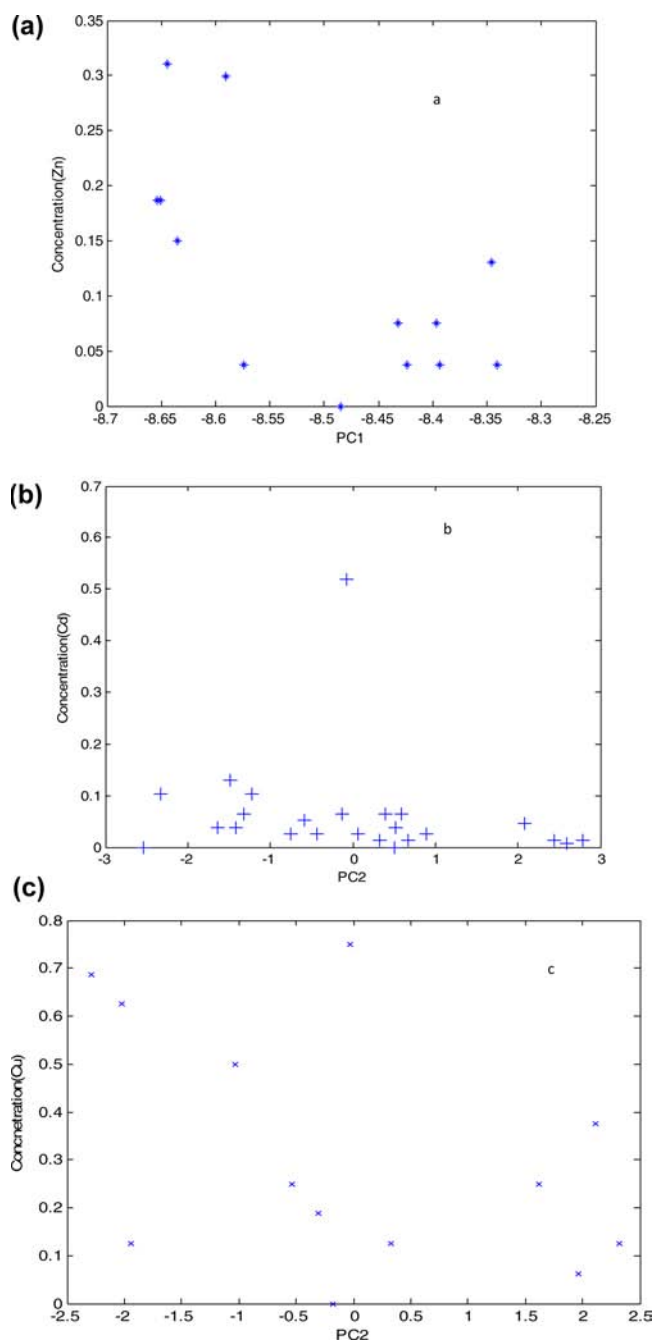 (a)
0.35
0.3
a
0.25
Concentration(Zn)
0.2
0.15
0.1
0.05
0
-8.7 -8.65 -8.6 -8.55 -8.5 -8.45 -8.4 -8.35 -8.3 -8.25
PC1
(b)
0.7
b
0.6
0.5
Concentration(Cd)
0.4
0.3
0.2
0.1
0
-3 -2 -1 0 1 2 3
PC2
(c)
0.8
c
0.7
0.6
0.5
Concnetration(Cu)
0.4
0.3
0.2
0.1
0
-2.5 -2 -1.5 -1 -0.5 0 0.5 1 1.5 2 2.5
PC2